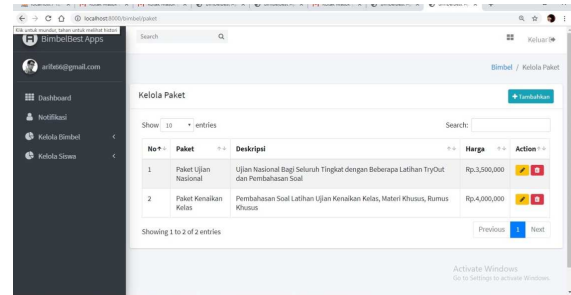 localhost:8000/bimbel/paket
Klik untuk mundur, tahan untuk melihat histori
BimbelBest Apps
Search
Keluar
arife66@gmail.com
Bimbel / Kelola Paket
Dashboard
Notifikasi
Kelola Bimbel
Kelola Siswa
Kelola Paket
+Tambahkan
Show 10 entries
Search:
No Paket Deskripsi Harga Action
1 Paket Ujian Nasional Ujian Nasional Bagi Seluruh Tingkat dengan Beberapa Latihan TryOut dan Pembahasan Soal Rp.3,500,000
2 Paket Kenaikan Kelas Pembahasan Soal Latihan Ujian Kenaikan Kelas, Materi Khusus, Rumus Khusus Rp.4,000,000
Showing 1 to 2 of 2 entries
Previous 1 Next
Activate Windows
Go to Settings to activate Windows.